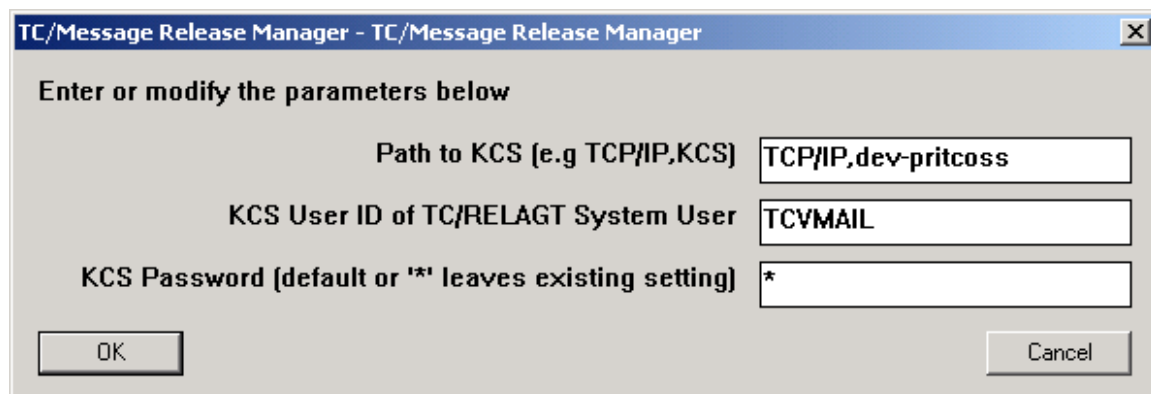 TC/Message Release Manager - TC/Message Release Manager
Enter or modify the parameters below
Path to KCS (e.g TCP/IP,KCS) TCP/IP,dev-pritcoss
KCS User ID of TC/RELAGT System User TCVMAIL
KCS Password (default or '*' leaves existing setting) *
OK Cancel